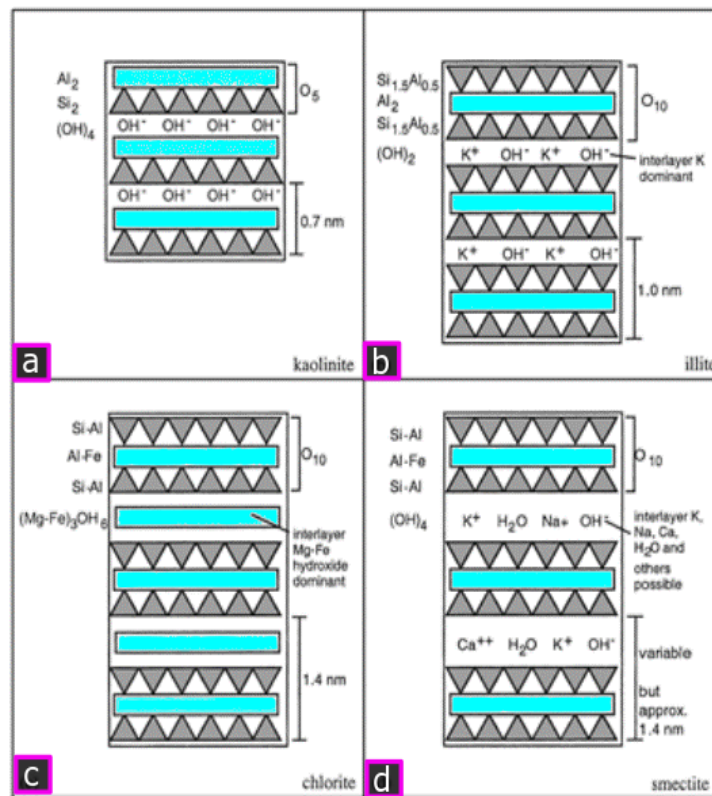 Al2
Si2
(OH)4
O5
OH- OH- OH- OH-
OH- OH- OH- OH-
0.7 nm
a
kaolinite
Si1.5Al0.5
Al2
Si1.5Al0.5
(OH)2
O10
K+ OH- K+ OH-
interlayer K
dominant
K+ OH- K+ OH-
1.0 nm
b
illite
Si-Al
Al-Fe
Si-Al
O10
(Mg-Fe)3OH6
interlayer
Mg-Fe
hydroxide
dominant
1.4 nm
c
chlorite
Si-Al
Al-Fe
Si-Al
O10
(OH)4
K+ H2O Na+ OH-
interlayer K,
Na, Ca,
H2O and
others
possible
Ca++ H2O K+ OH-
variable
but
approx.
1.4 nm
d
smectite